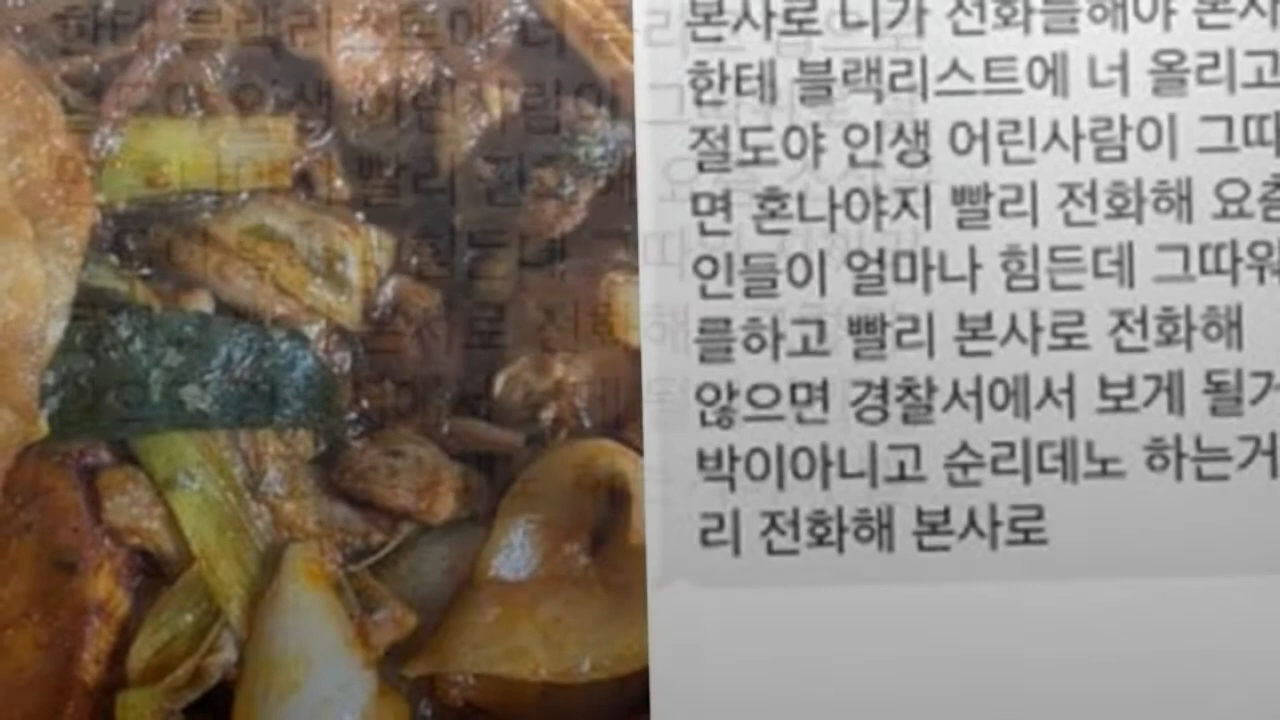 본사로 니가 전화를해야 본사
한테 블랙리스트에 너 올리고
절도야 인생 어린사람이 그따
면 혼나야지 빨리 전화해 요즘
인들이 얼마나 힘든데 그따위
를하고 빨리 본사로 전화해
않으면 경찰서에서 보게 될거
박이아니고 순리데노 하는거
리 전화해 본사로